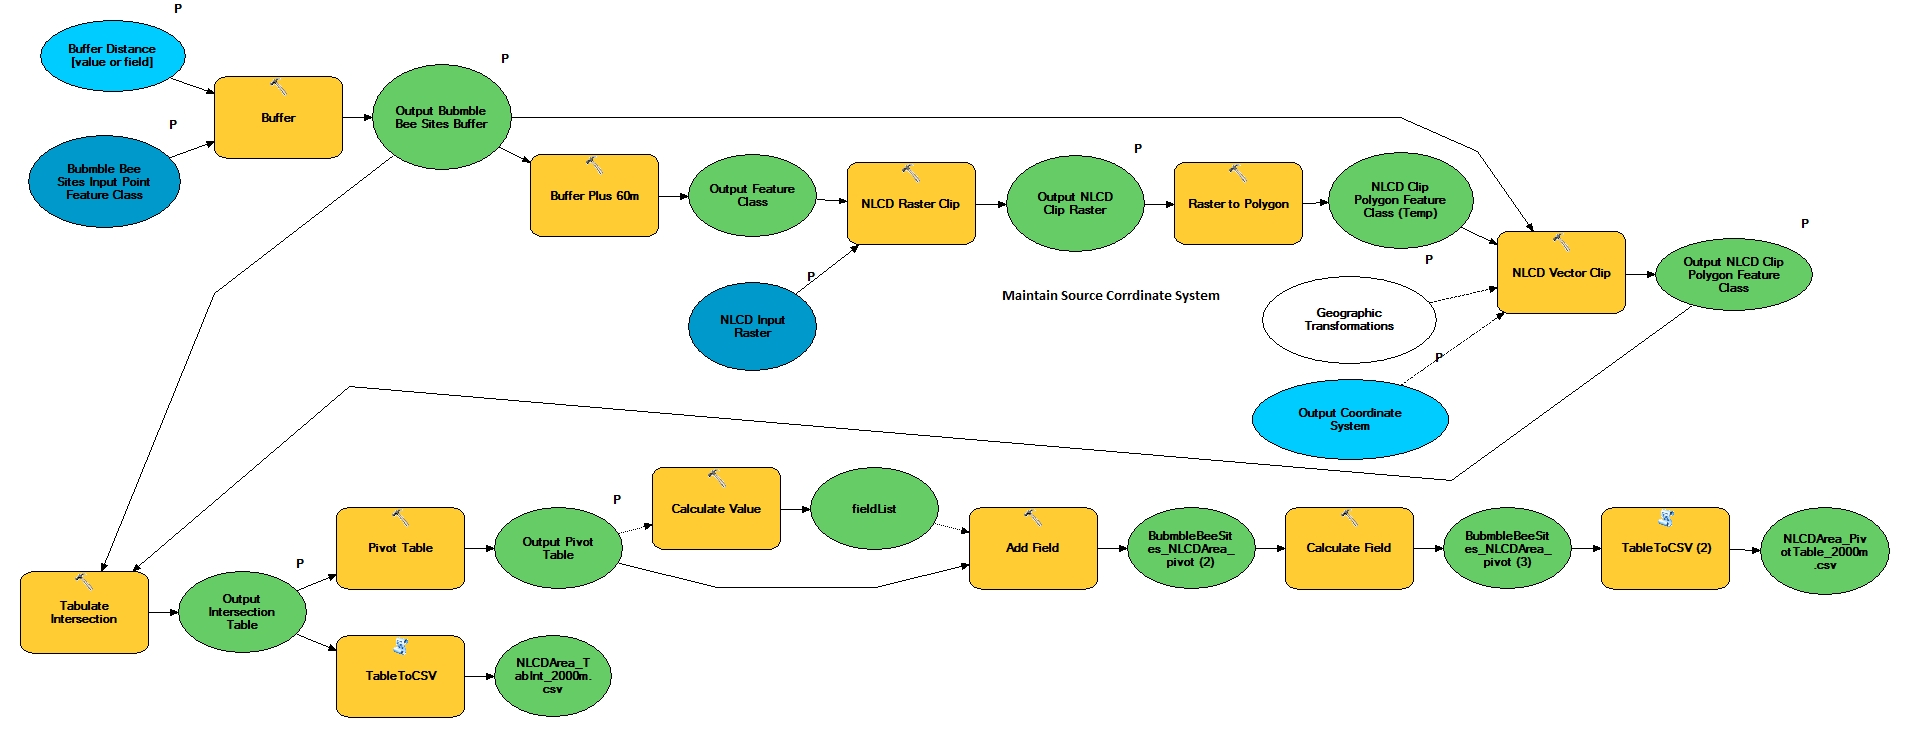 P
Buffer Distance
[value or field]
P
Bubmble Bee
Sites Input Point
Feature Class
Buffer
P
Output Bubmble
Bee Sites Buffer
Buffer Plus 60m
Output Feature
Class
P
NLCD Input
Raster
NLCD Raster Clip
P
Output NLCD
Clip Raster
Raster to Polygon
NLCD Clip
Polygon Feature
Class (Temp)
Maintain Source Corrdinate System
P
Geographic
Transformations
P
Output Coordinate
System
NLCD Vector Clip
P
Output NLCD Clip
Polygon Feature
Class
Tabulate
Intersection
P
Output
Intersection
Table
Pivot Table
P
Output Pivot
Table
Calculate Value
fieldList
Add Field
BubmbleBeeSit
es_NLCDArea_
pivot (2)
Calculate Field
BubmbleBeeSit
es_NLCDArea_
pivot (3)
TableToCSV (2)
NLCDArea_Piv
otTable_2000m
.csv
TableToCSV
NLCDArea_T
abInt_2000m.
csv